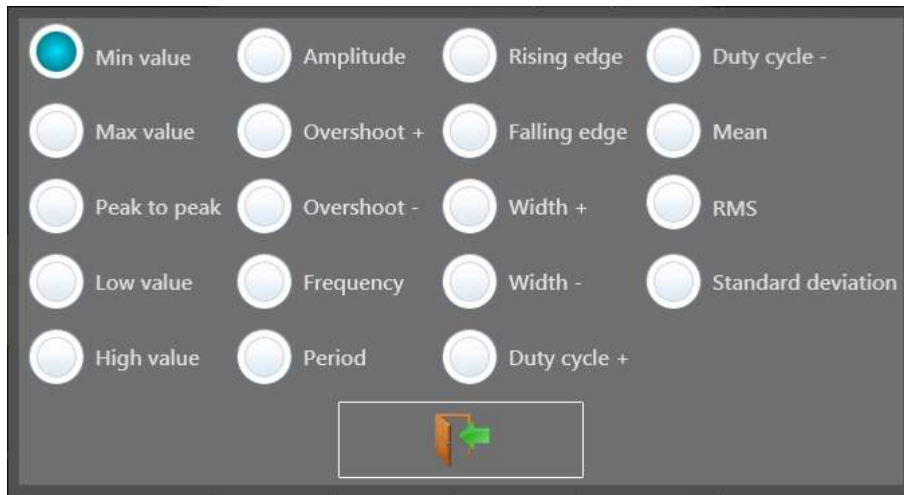 Min value
Amplitude
Rising edge
Duty cycle -
Max value
Overshoot +
Falling edge
Mean
Peak to peak
Overshoot -
Width +
RMS
Low value
Frequency
Width -
Standard deviation
High value
Period
Duty cycle +